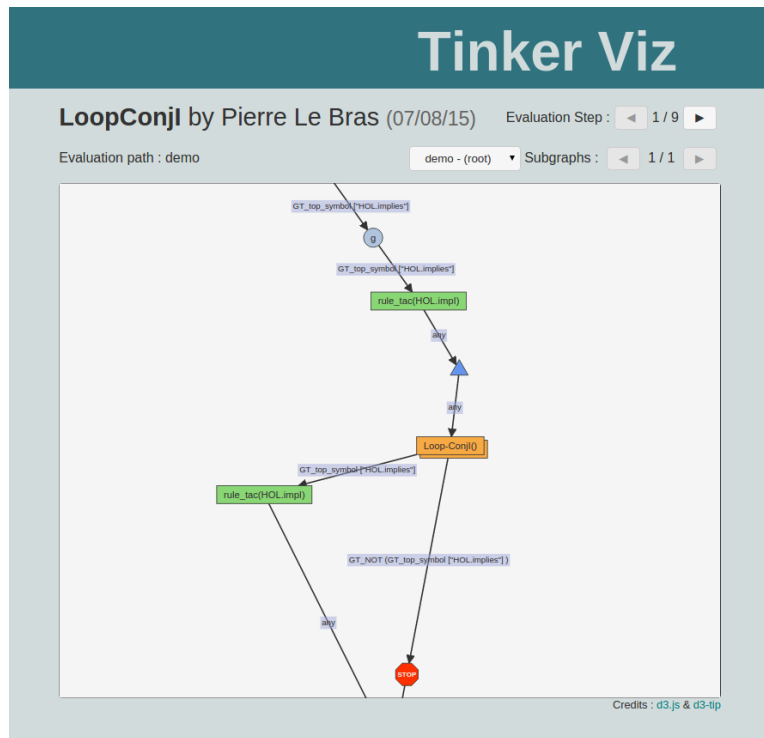 Tinker Viz
LoopConjI by Pierre Le Bras (07/08/15)
Evaluation Step : ◄ 1 / 9 ►
Evaluation path : demo
demo - (root) ▼ Subgraphs : ◄ 1 / 1 ►
GT_top_symbol ["HOL.implies"]
g
GT_top_symbol ["HOL.implies"]
rule_tac(HOL.impI)
any
any
Loop-ConjI()
GT_top_symbol ["HOL.implies"]
rule_tac(HOL.impI)
GT_NOT (GT_top_symbol ["HOL.implies"] )
any
STOP
Credits : d3.js & d3-tip